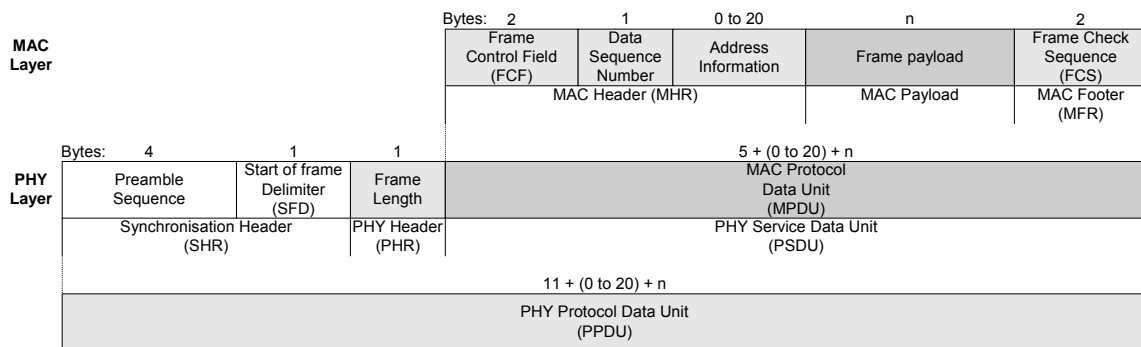 Bytes: 2 1 0 to 20 n 2
MAC
Layer
Frame
Control Field
(FCF)
Data
Sequence
Number
Address
Information
Frame payload
Frame Check
Sequence
(FCS)
MAC Header (MHR)
MAC Payload
MAC Footer
(MFR)
Bytes: 4 1 1 5 + (0 to 20) + n
PHY
Layer
Preamble
Sequence
Start of frame
Delimiter
(SFD)
Frame
Length
MAC Protocol
Data Unit
(MPDU)
Synchronisation Header
(SHR)
PHY Header
(PHR)
PHY Service Data Unit
(PSDU)
11 + (0 to 20) + n
PHY Protocol Data Unit
(PPDU)